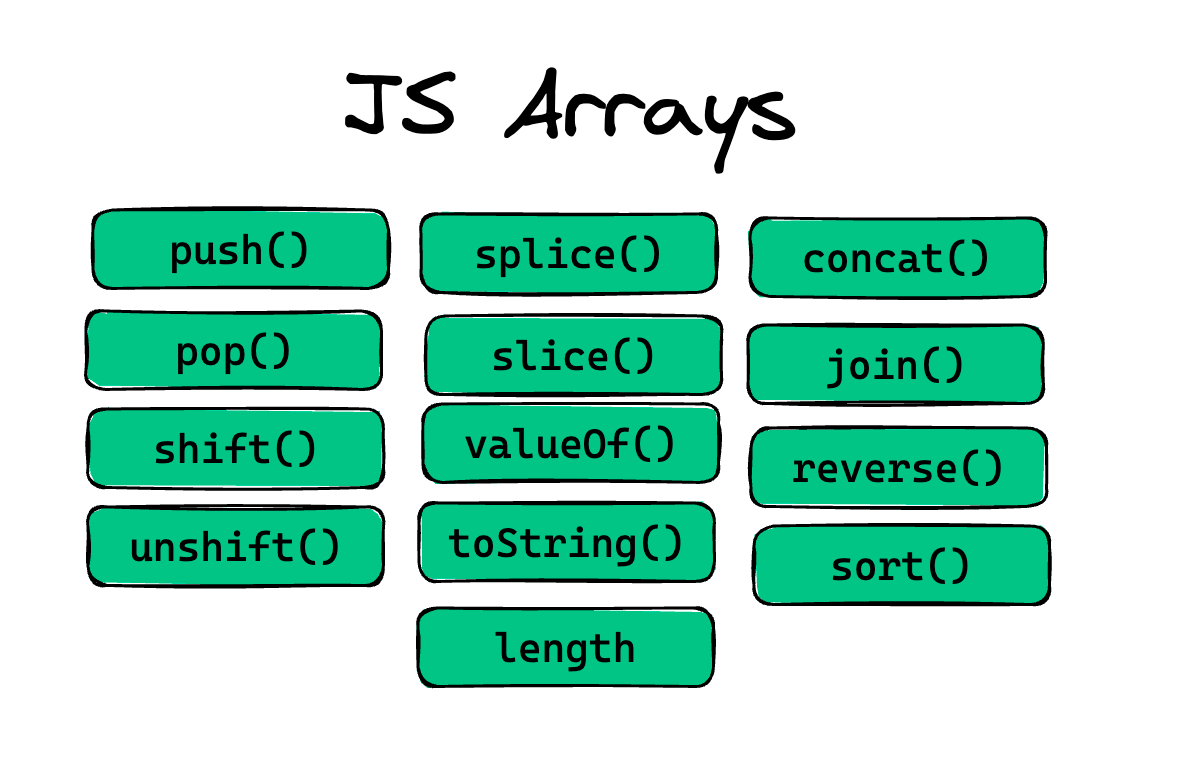 JS Arrays
push()
pop()
shift()
unshift()
splice()
slice()
valueOf()
toString()
length
concat()
join()
reverse()
sort()